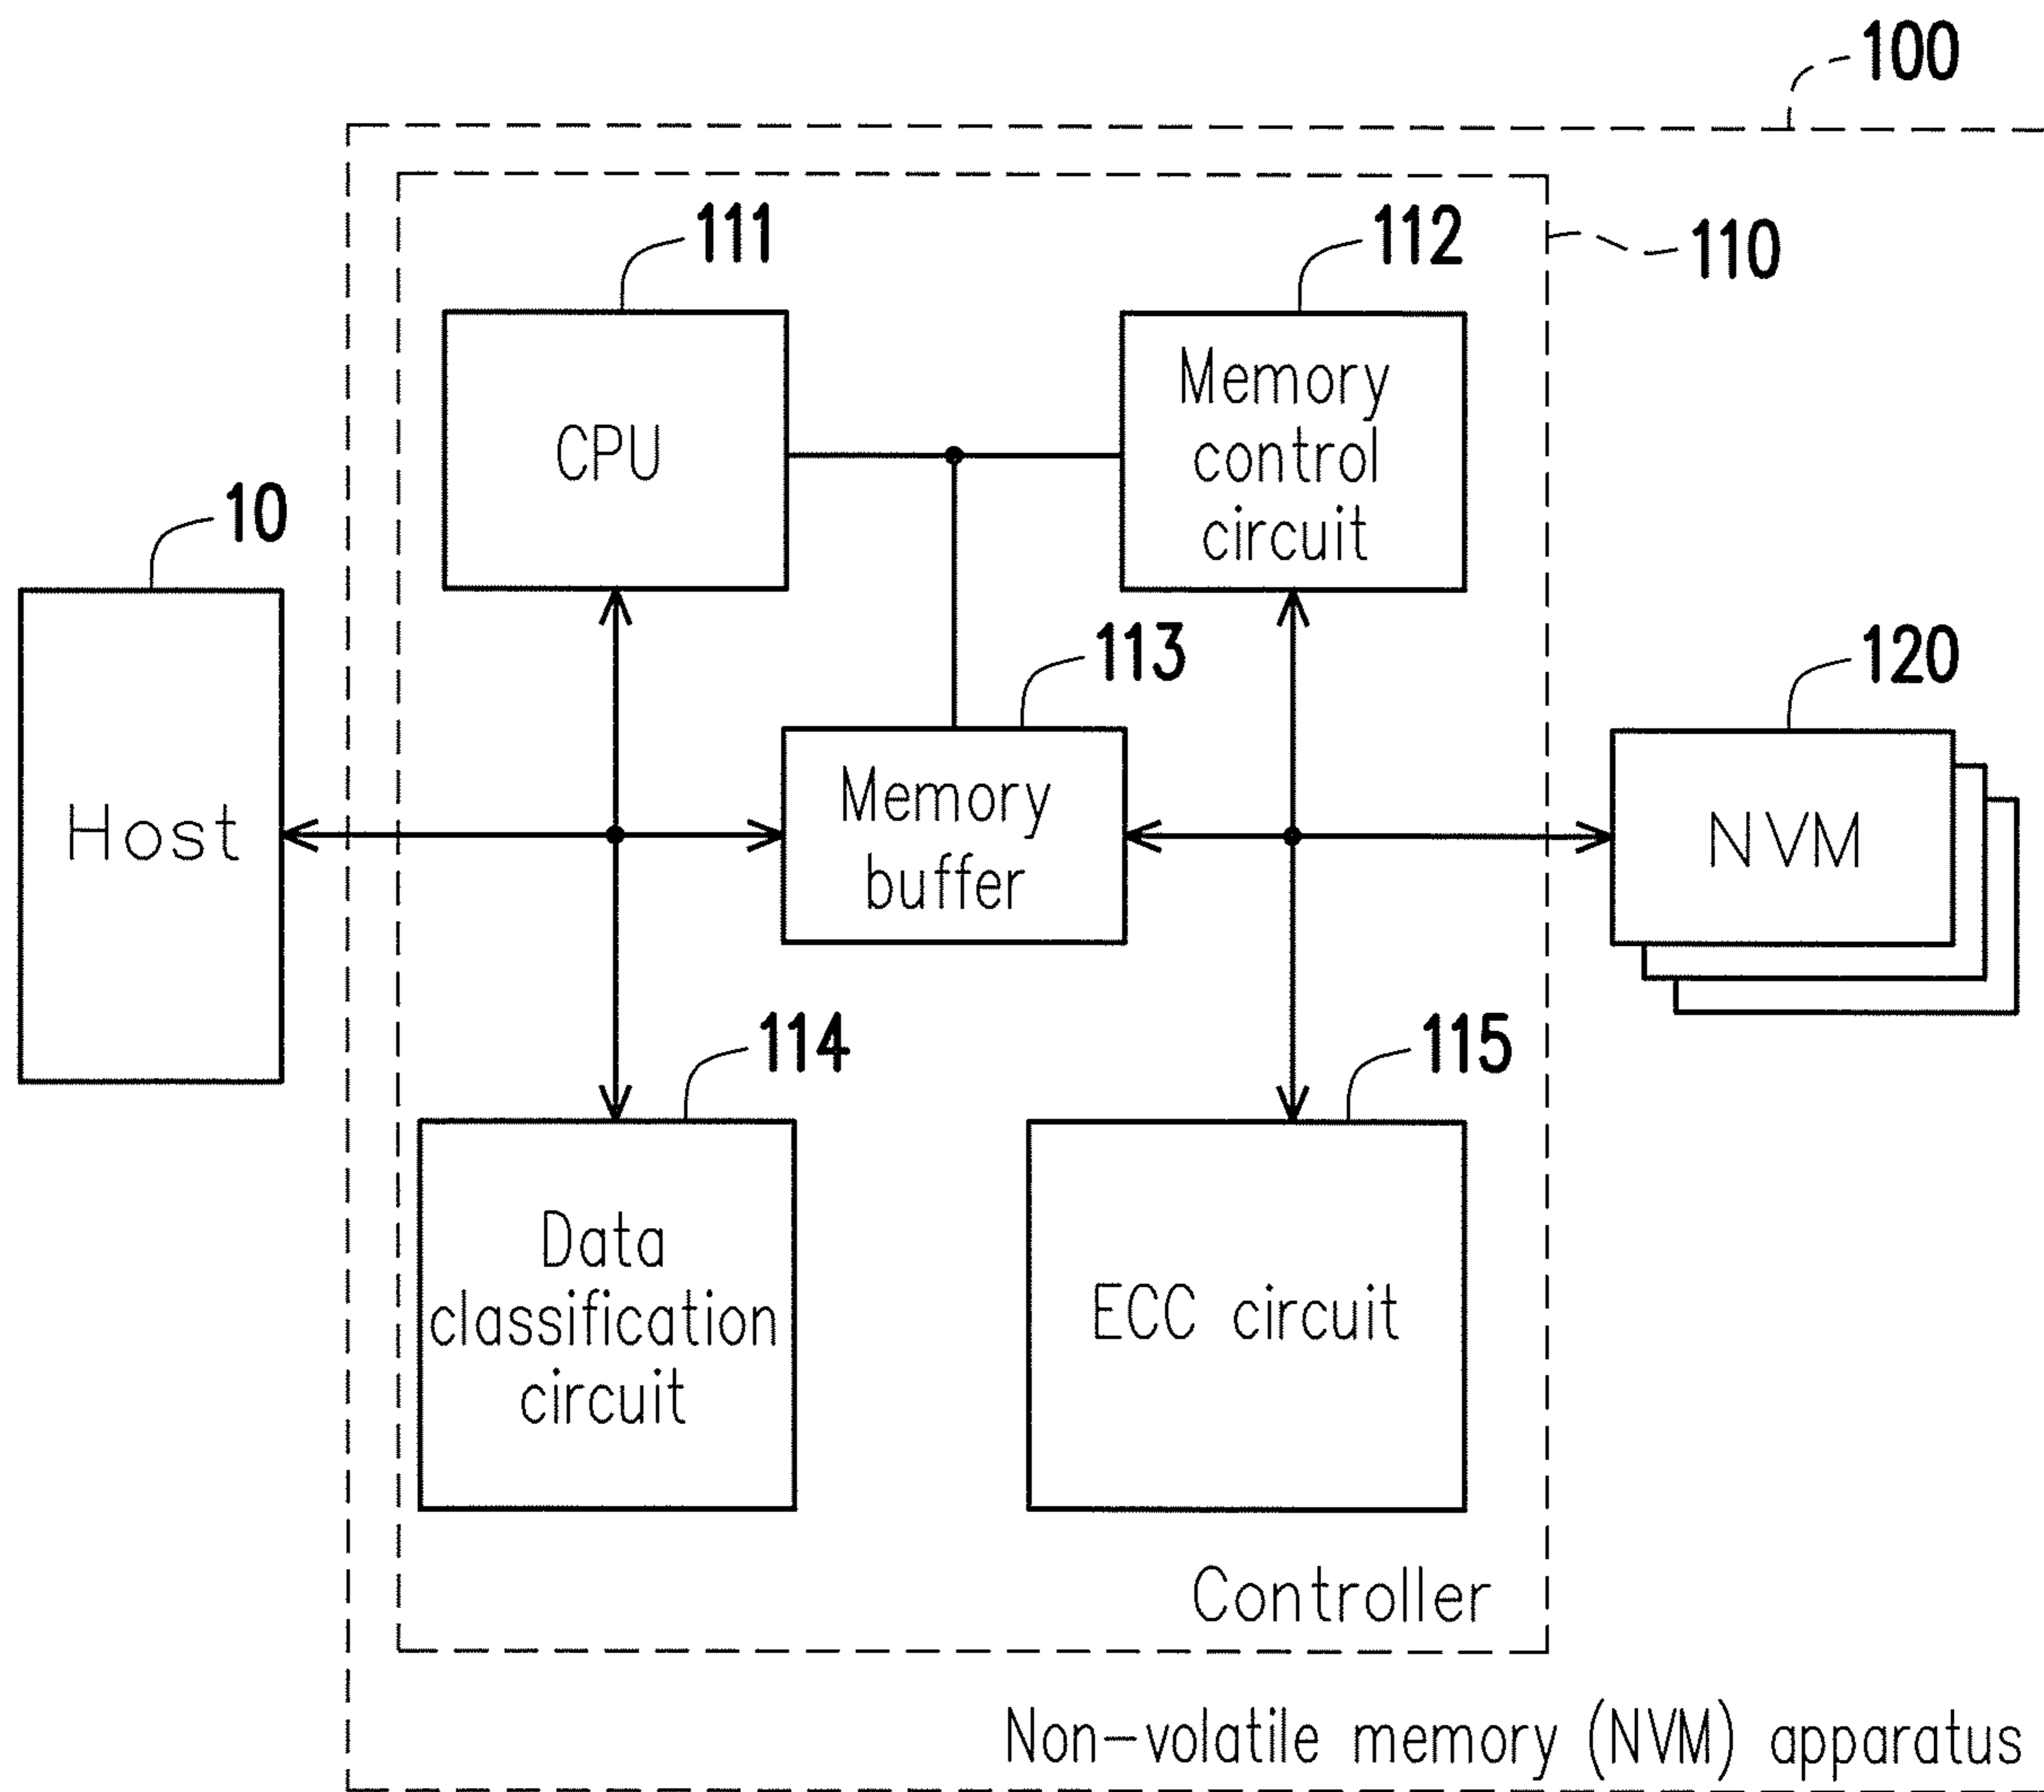 100
111
112
110
CPU
Memory
control
circuit
10
113
120
Host
Memory
buffer
NVM
114
115
Data
classification
circuit
ECC circuit
Controller
Non-volatile memory (NVM) apparatus